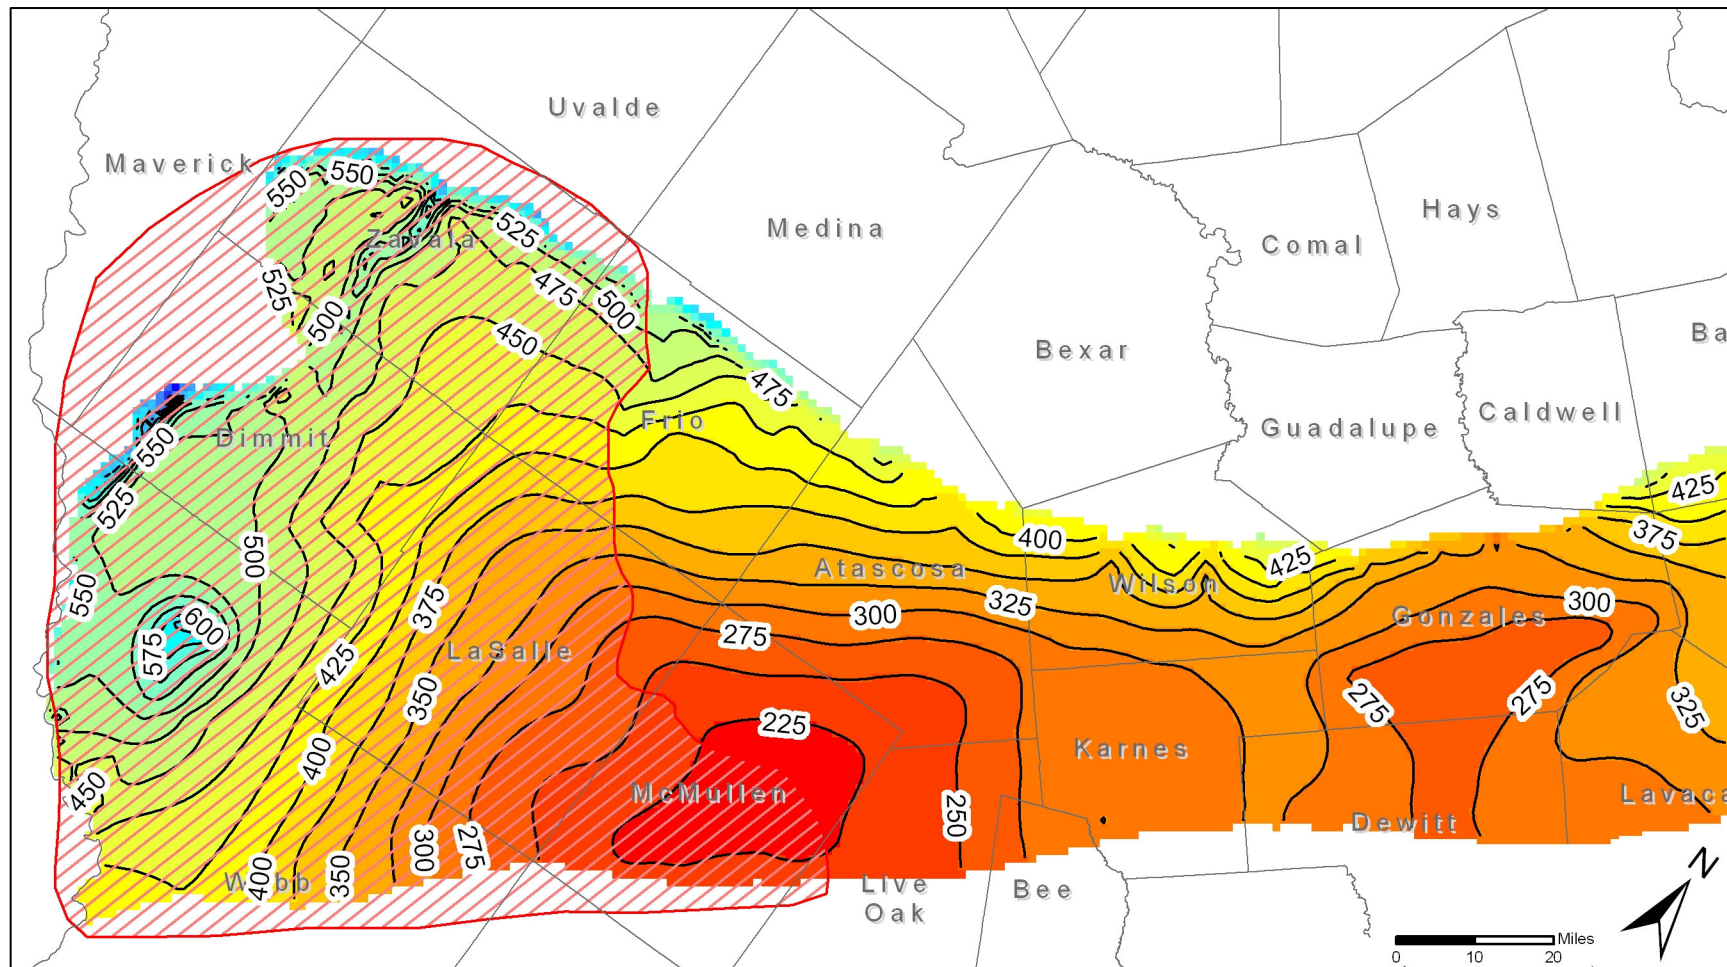 Uvalde
Maverick
550
550
Medina
Hays
525
Zavala
Comal
525
475
500
500
450
Bexar
Ba
475
Frio
Caldwell
Dimmit
Guadalupe
550
425
525
375
400
500
425
Atascosa
Wilson
550
375
325
300
300
Gonzales
600
275
575
LaSalle
425
350
275
275
325
225
Karnes
400
450
McMullen
Lavaca
250
Dewitt
300
275
400
350
Webb
Live
Oak
Bee
N
Miles
0 10 20